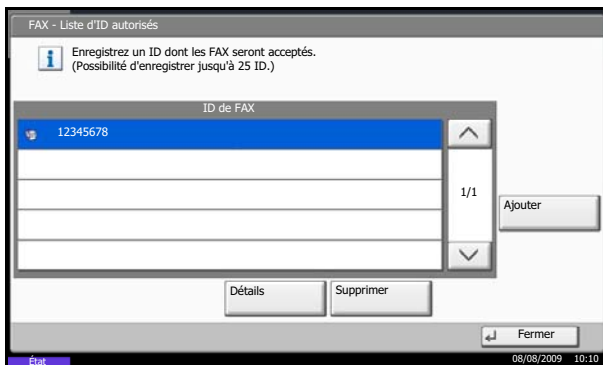 FAX - Liste d'ID autorisés
Enregistrez un ID dont les FAX seront acceptés.
(Possibilité d'enregistrer jusqu'à 25 ID.)
ID de FAX
12345678
1/1
Ajouter
Détails
Supprimer
Fermer
État
08/08/2009 10:10